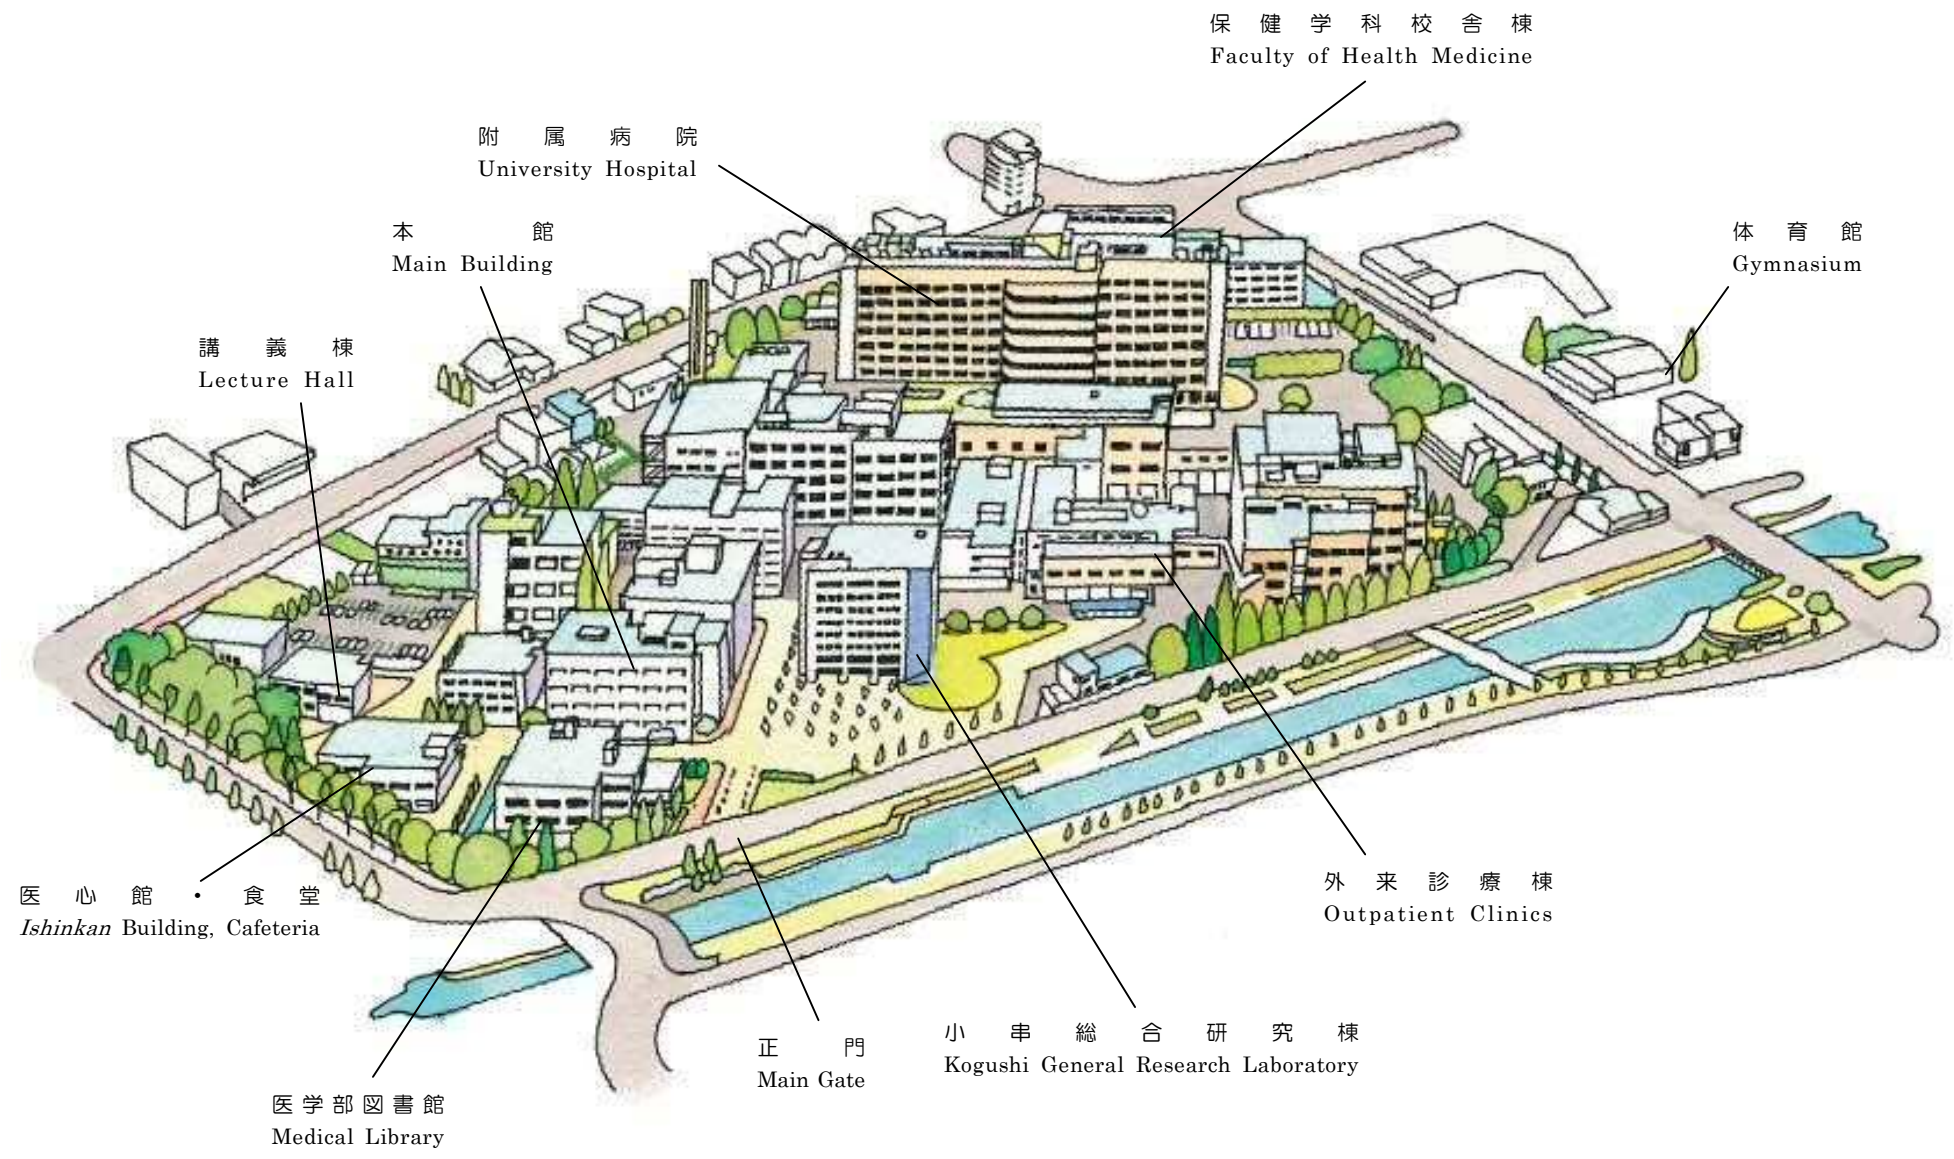 保健学科校舎棟
Faculty of Health Medicine
附属病院
University Hospital
本館
Main Building
体育館
Gymnasium
講義棟
Lecture Hall
医心館・食堂
Ishinkan Building, Cafeteria
外来診療棟
Outpatient Clinics
小串総合研究棟
Kogushi General Research Laboratory
正門
Main Gate
医学部図書館
Medical Library